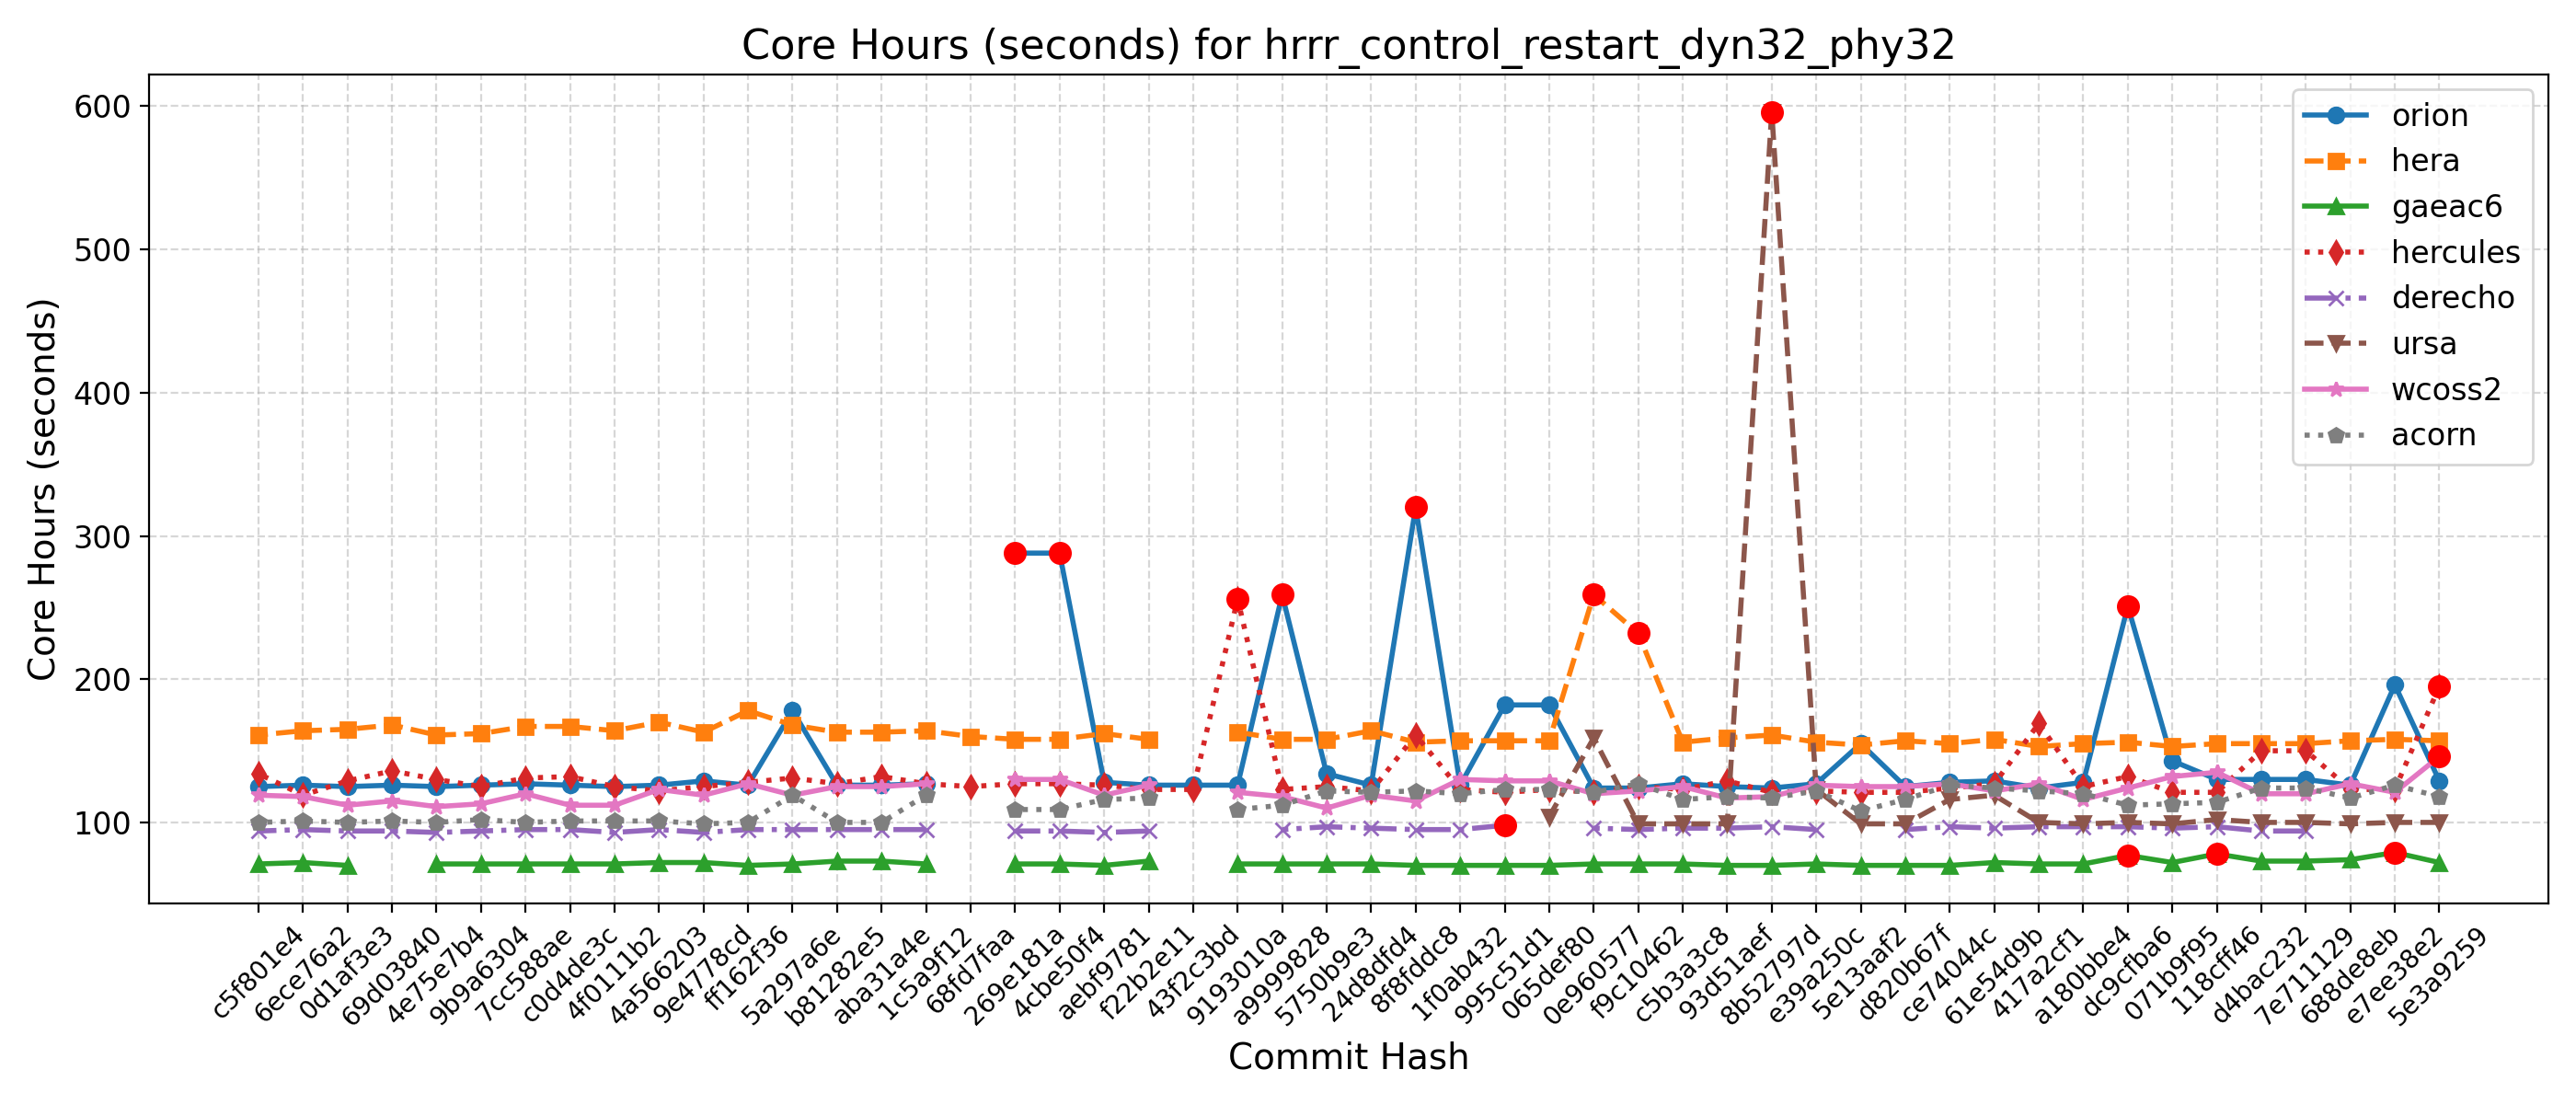 Core Hours (seconds) for hrrr_control_restart_dyn32_phy32
Core Hours (seconds)
600
500
400
300
200
100
orion
hera
gaeac6
hercules
derecho
ursa
wcoss2
acorn
c5f801e4
6ece76a2
0d1af3e3
69d03840
4e75e7b4
9b9a6304
7cc588ae
c0d4de3c
4f0111b2
4a566203
9e4778cd
ff162f36
5a297a6e
b81282e5
aba31a4e
1c5a9f12
68fd7faa
269e181a
4cbe50f4
aebf9781
f22b2e11
43f2c3bd
9193010a
a9999828
5750b9e3
24d8dfd4
8f8fddc8
1f0ab432
995c51d1
065def80
0e960577
f9c10462
c5b3a3c8
93d51aef
8b52797d
e39a250c
5e13aaf2
d820b67f
ce74044c
61e54d9b
417a2cf1
a180bbe4
dc9cfba6
071b9f95
118cff46
d4bac232
7e711129
688de8eb
e7ee38e2
5e3a9259
Commit Hash